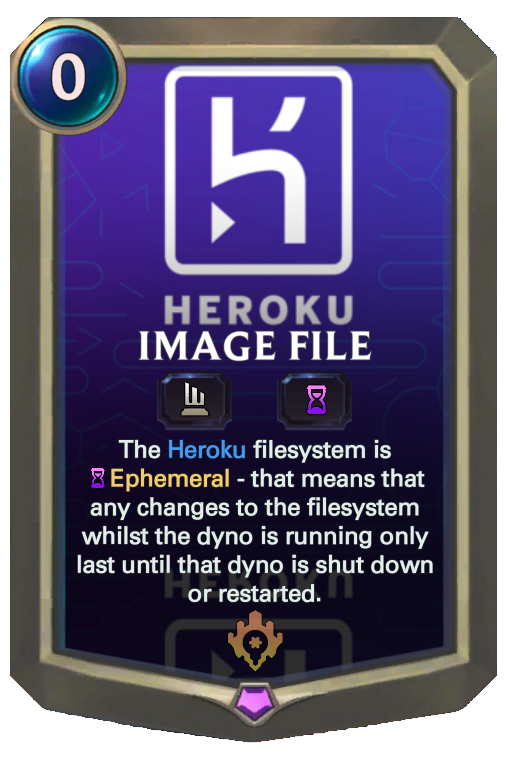 0
HEROKU
IMAGE FILE
The Heroku filesystem is
Ephemeral - that means that
any changes to the filesystem
whilst the dyno is running only
last until that dyno is shut down
or restarted.
HEROKU